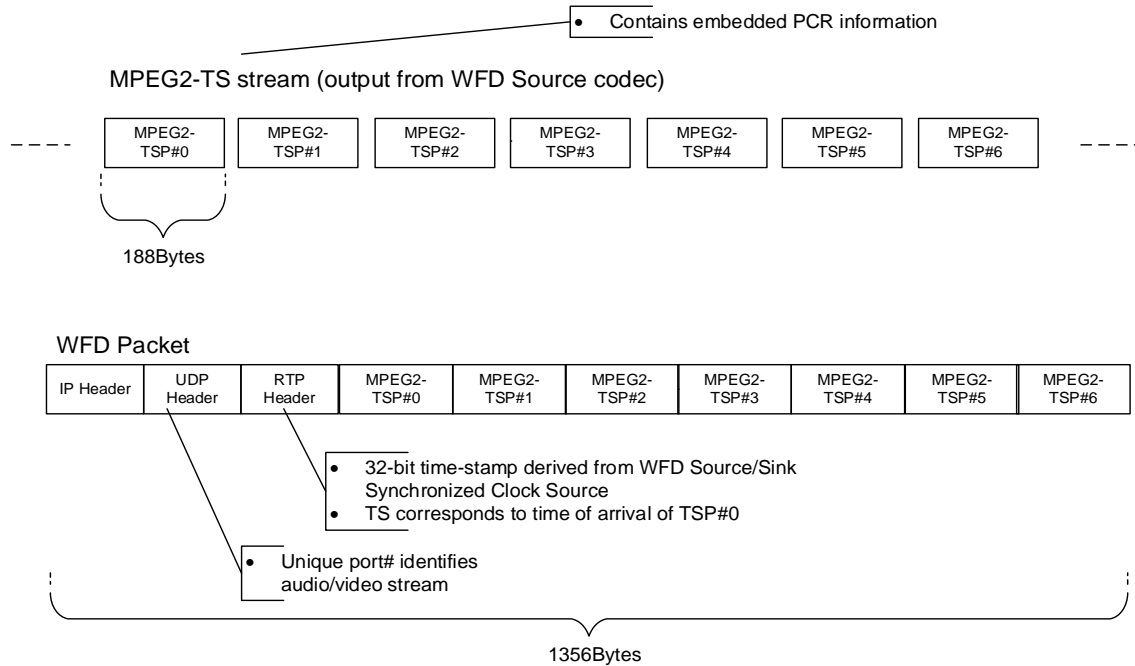 • Contains embedded PCR information
MPEG2-TS stream (output from WFD Source codec)
MPEG2-
TSP#0
MPEG2-
TSP#1
MPEG2-
TSP#2
MPEG2-
TSP#3
MPEG2-
TSP#4
MPEG2-
TSP#5
MPEG2-
TSP#6
188Bytes
WFD Packet
IP Header
UDP
Header
RTP
Header
MPEG2-
TSP#0
MPEG2-
TSP#1
MPEG2-
TSP#2
MPEG2-
TSP#3
MPEG2-
TSP#4
MPEG2-
TSP#5
MPEG2-
TSP#6
• 32-bit time-stamp derived from WFD Source/Sink
Synchronized Clock Source
• TS corresponds to time of arrival of TSP#0
• Unique port# identifies
audio/video stream
1356Bytes